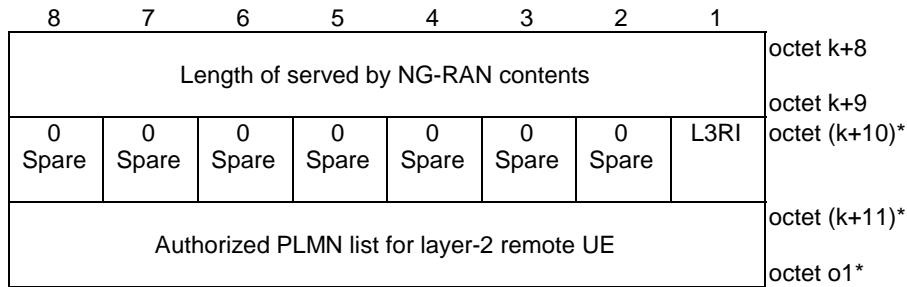 8 7 6 5 4 3 2 1
octet k+8
Length of served by NG-RAN contents
octet k+9
0 0 0 0 0 0 0 L3RI octet (k+10)*
Spare Spare Spare Spare Spare Spare Spare
octet (k+11)*
Authorized PLMN list for layer-2 remote UE
octet o1*